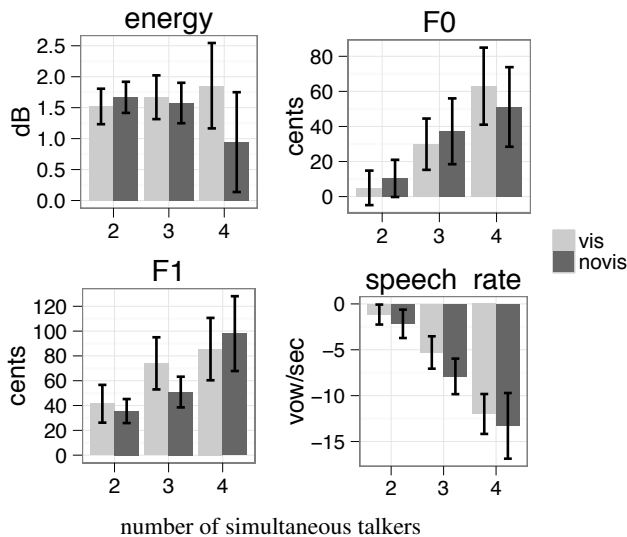 energy
2.5
2.0
1.5
1.0
0.5
0.0
dB
2 3 4
F0
80
60
40
20
0
cents
2 3 4
vis
novis
F1
120
100
80
60
40
20
0
cents
2 3 4
speech rate
0
−5
−10
−15
vow/sec
2 3 4
number of simultaneous talkers